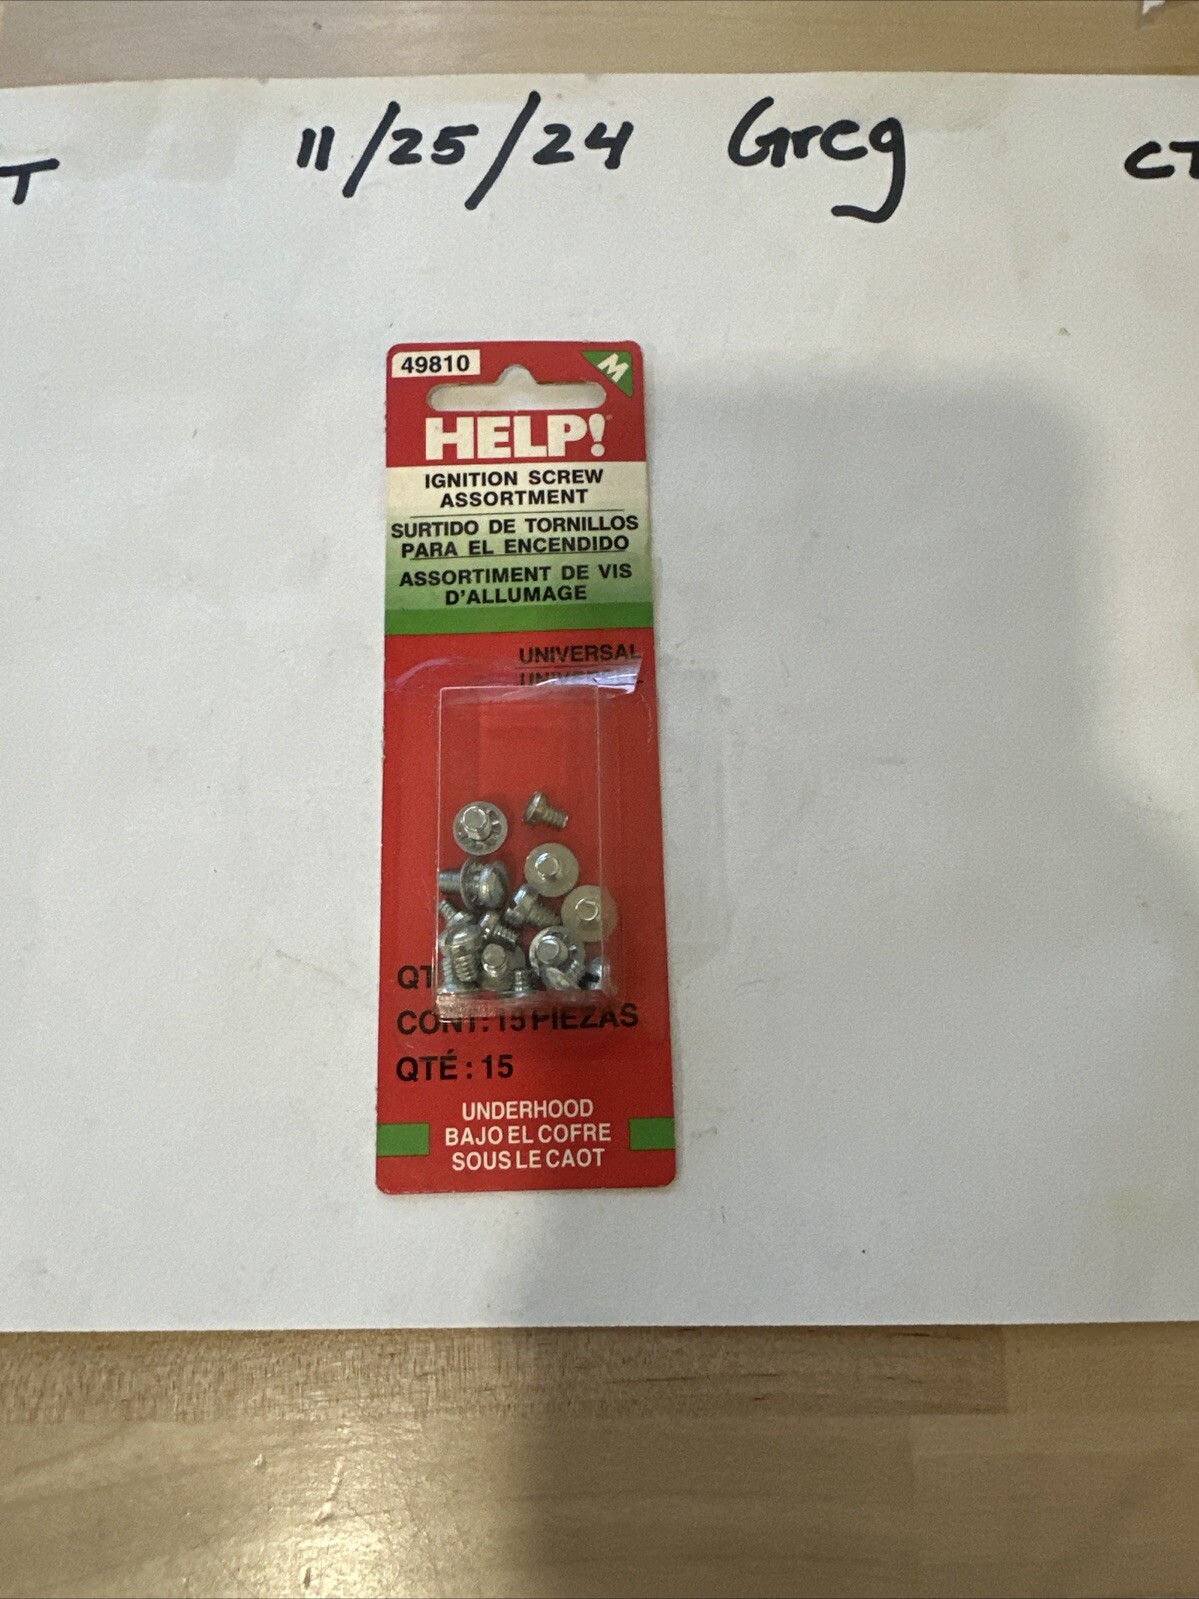 11/25/24 Greg
T
CT
49810
M
HELP!
IGNITION SCREW
ASSORTMENT
SURTIDO DE TORNILLOS
PARA EL ENCENDIDO
ASSORTIMENT DE VIS
D'ALLUMAGE
UNIVERSAL
QT
CONT: 15 PIEZAS
QTÉ : 15
UNDERHOOD
BAJO EL COFRE
SOUS LE CAOT